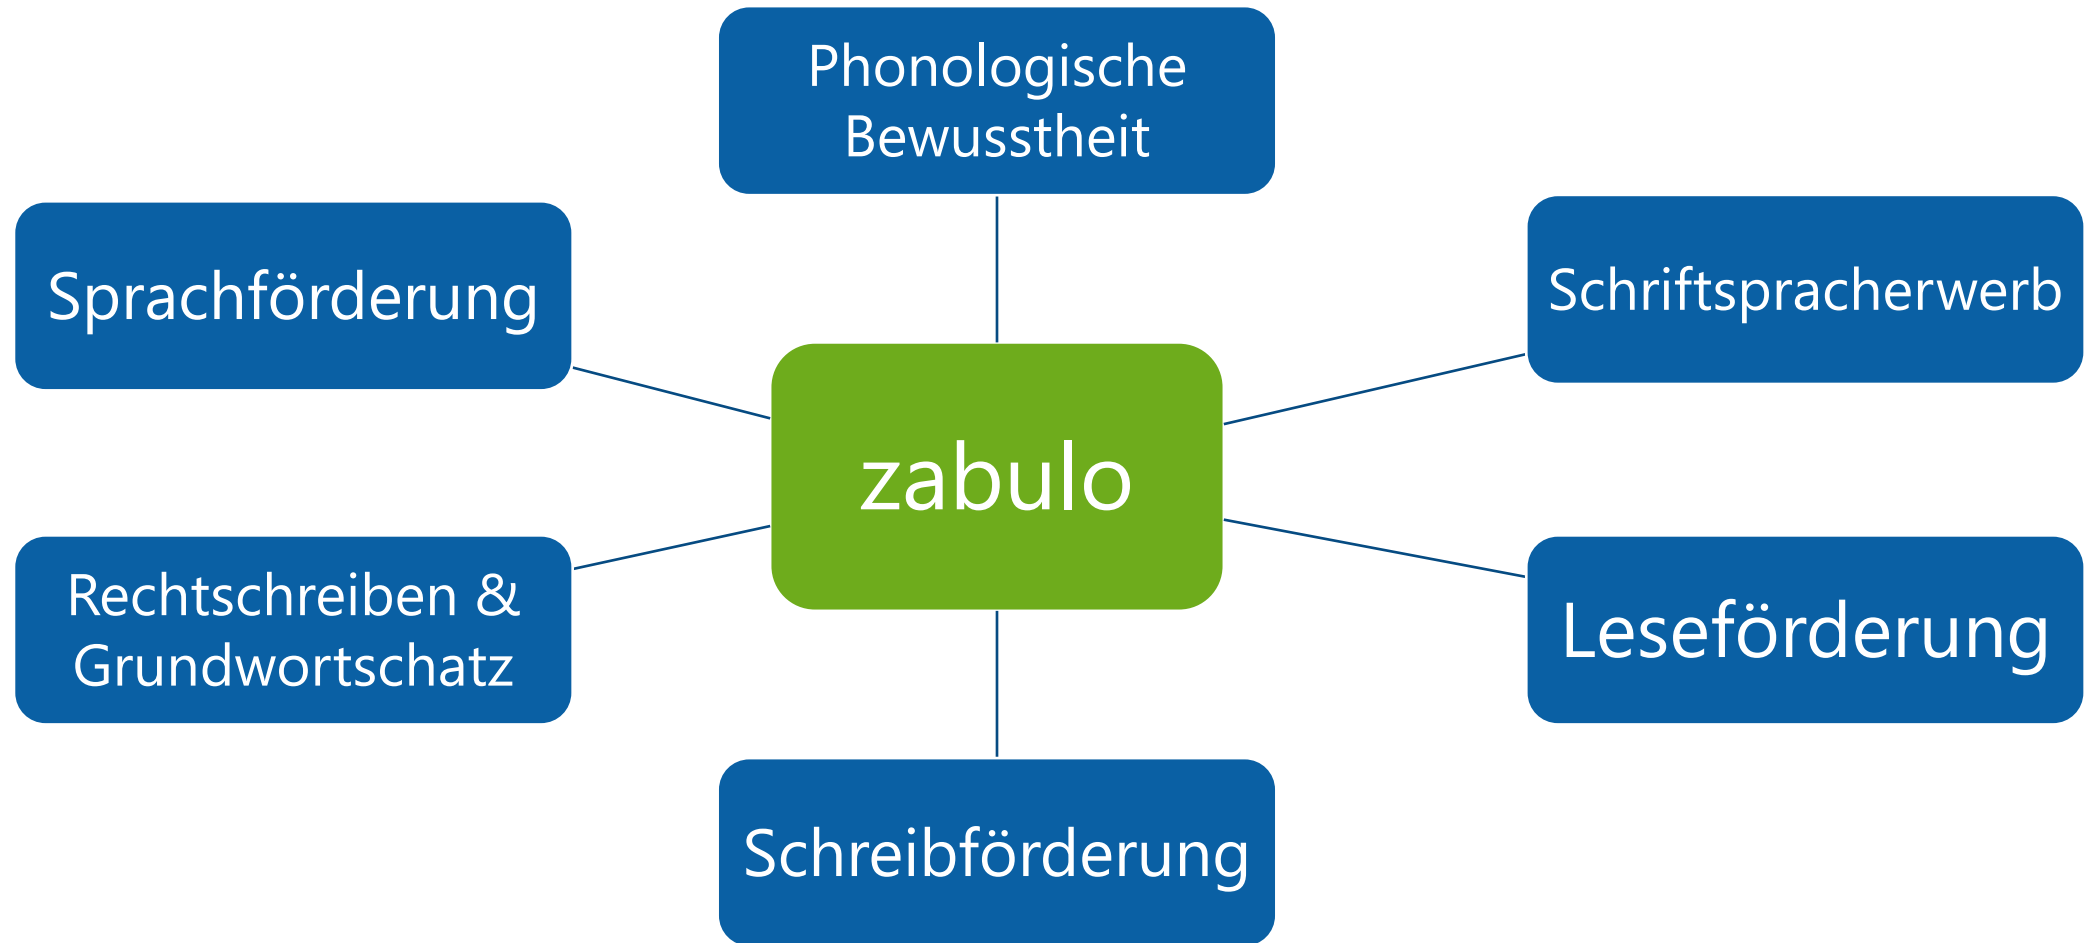 Phonologische
Bewusstheit
Sprachförderung
Schriftspracherwerb
zabulo
Rechtschreiben &
Grundwortschatz
Leseförderung
Schreibförderung